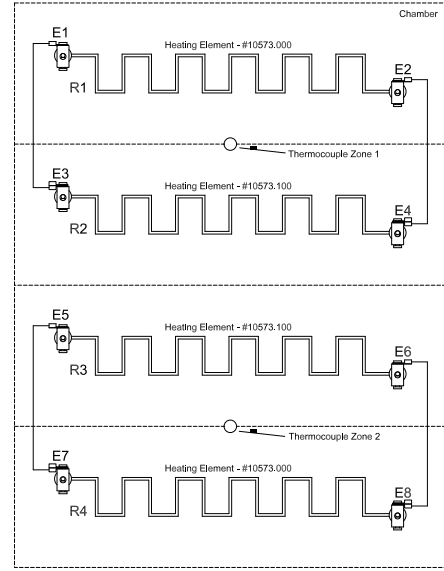 Chamber
E1
Heating Element - #10573.000
E2
R1
Thermocouple Zone 1
E3
Heating Element - #10573.100
E4
R2
E5
Heating Element - #10573.100
E6
R3
Thermocouple Zone 2
E7
Heating Element - #10573.000
E8
R4